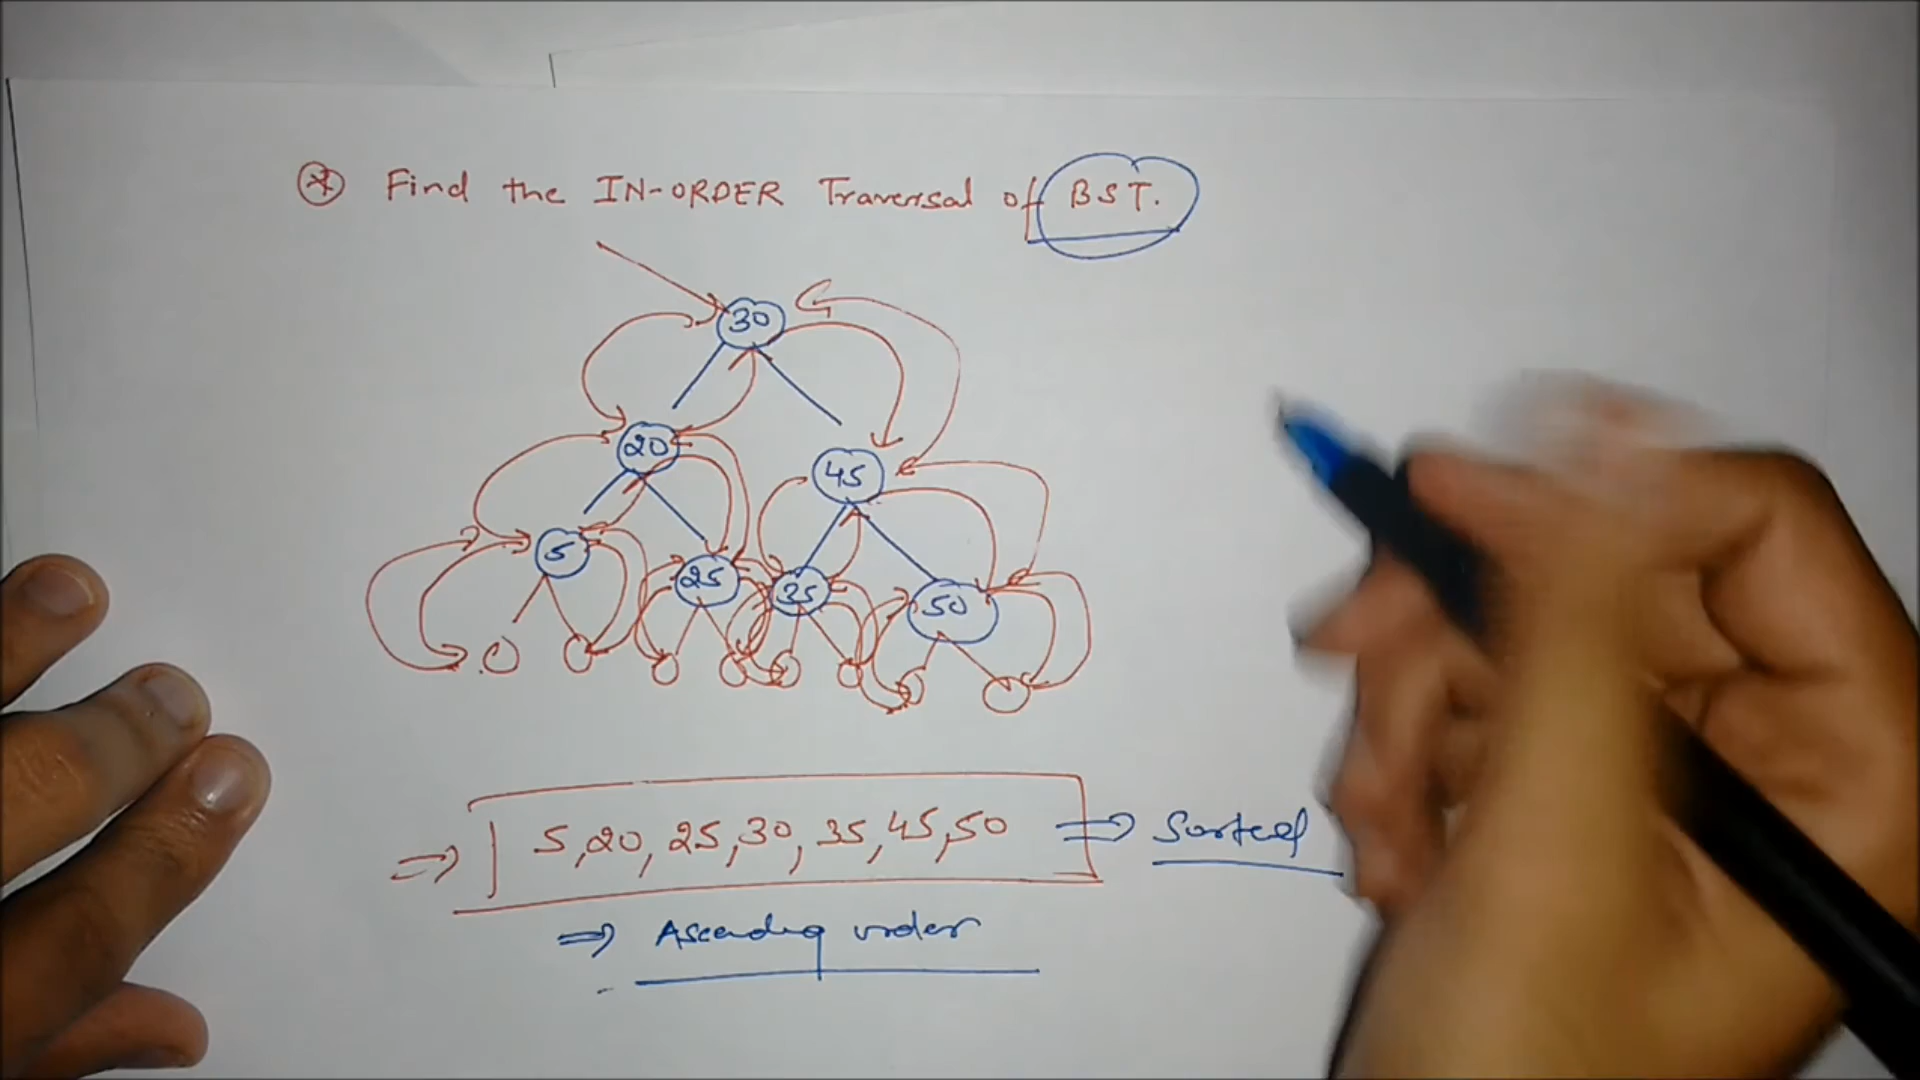 * Find the IN-ORDER Traversal of BST.
30
20
45
5
25
35
50
⇒ 5, 20, 25, 30, 35, 45, 50 ⇒ Sorted
⇒ Ascending order